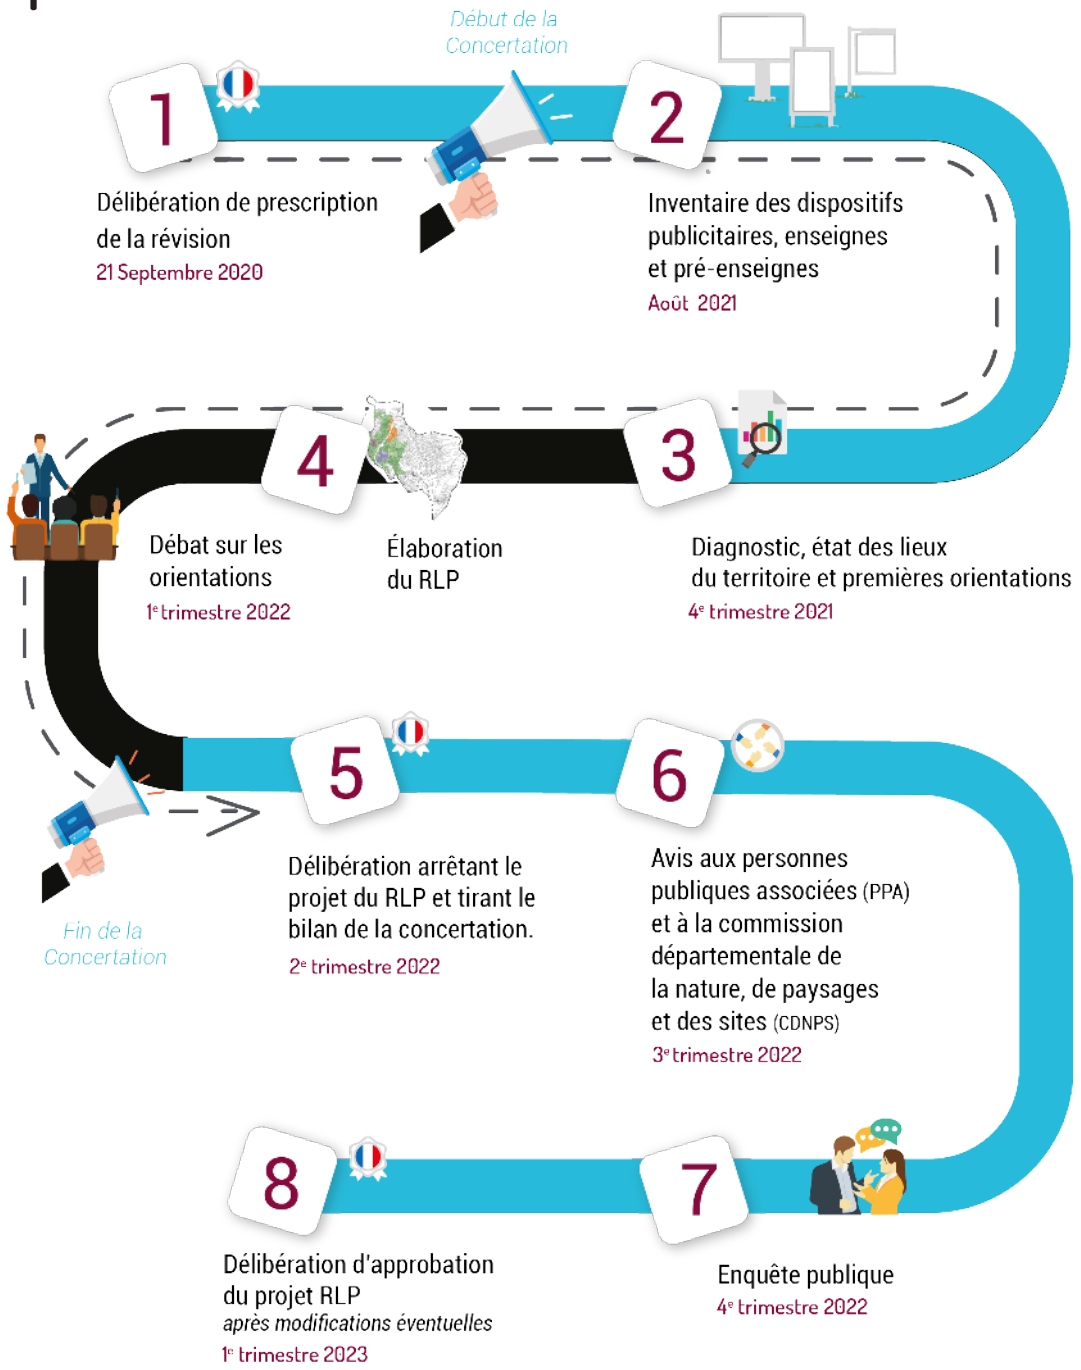 Début de la
Concertation
1
2
Délibération de prescription
de la révision
21 Septembre 2020
Inventaire des dispositifs
publicitaires, enseignes
et pré-enseignes
Août 2021
4
3
Débat sur les
orientations
1e trimestre 2022
Élaboration
du RLP
Diagnostic, état des lieux
du territoire et premières orientations
4e trimestre 2021
5
6
Délibération arrêtant le
projet du RLP et tirant le
bilan de la concertation.
2e trimestre 2022
Fin de la
Concertation
Avis aux personnes
publiques associées (PPA)
et à la commission
départementale de
la nature, de paysages
et des sites (CDNPS)
3e trimestre 2022
8
7
Délibération d'approbation
du projet RLP
après modifications éventuelles
1e trimestre 2023
Enquête publique
4e trimestre 2022